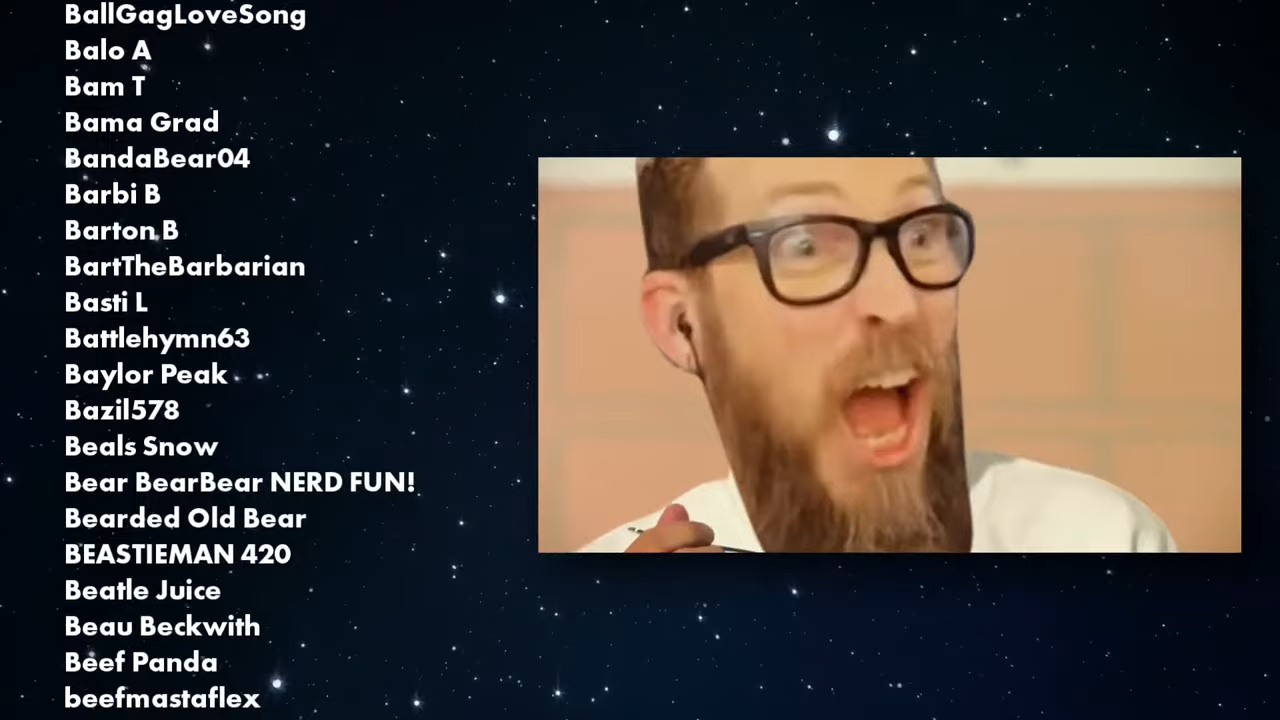 BallGagLoveSong
Balo A
Bam T
Bama Grad
BandaBear04
Barbi B
Barton B
BartTheBarbarian
Basti L
Battlehymn63
Baylor Peak
Bazil578
Beals Snow
Bear BearBear NERD FUN!
Bearded Old Bear
BEASTIEMAN 420
Beatle Juice
Beau Beckwith
Beef Panda
beefmastaflex